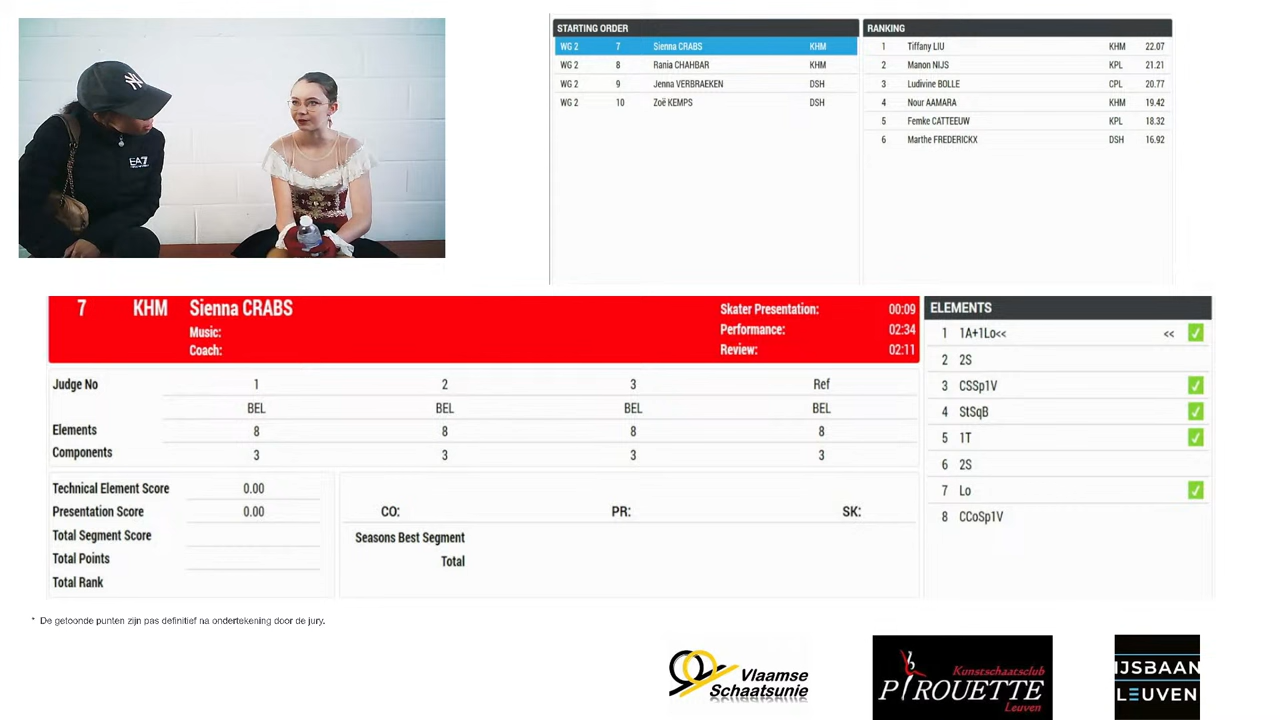 EA7
STARTING ORDER
WG 2 7 Sienna CRABS KHM
WG 2 8 Rania CHAHBAR KHM
WG 2 9 Jenna VERBRAEKEN DSH
WG 2 10 Zoë KEMPS DSH
RANKING
1 Tiffany LIU KHM 22.07
2 Manon NIJS KPL 21.21
3 Ludivine BOLLE CPL 20.77
4 Nour AAMARA KHM 19.42
5 Femke CATTEEUW KPL 18.32
6 Marthe FREDERICKX DSH 16.92
7 KHM Sienna CRABS
Music:
Coach:
Skater Presentation: 00:09
Performance: 02:34
Review: 02:11
Judge No 1 2 3 Ref
BEL BEL BEL BEL
Elements 8 8 8 8
Components 3 3 3 3
Technical Element Score 0.00
Presentation Score 0.00
Total Segment Score
Total Points
Total Rank
CO: PR: SK:
Seasons Best Segment
Total
ELEMENTS
1 1A+1Lo<< <<
2 2S
3 CSSp1V
4 StSqB
5 1T
6 2S
7 Lo
8 CCoSp1V
* De getoonde punten zijn pas definitief na ondertekening door de jury.
Vlaamse
Schaatsunie
Kunstschaatsclub
PIROUETTE
Leuven
IJSBAAN
LEUVEN